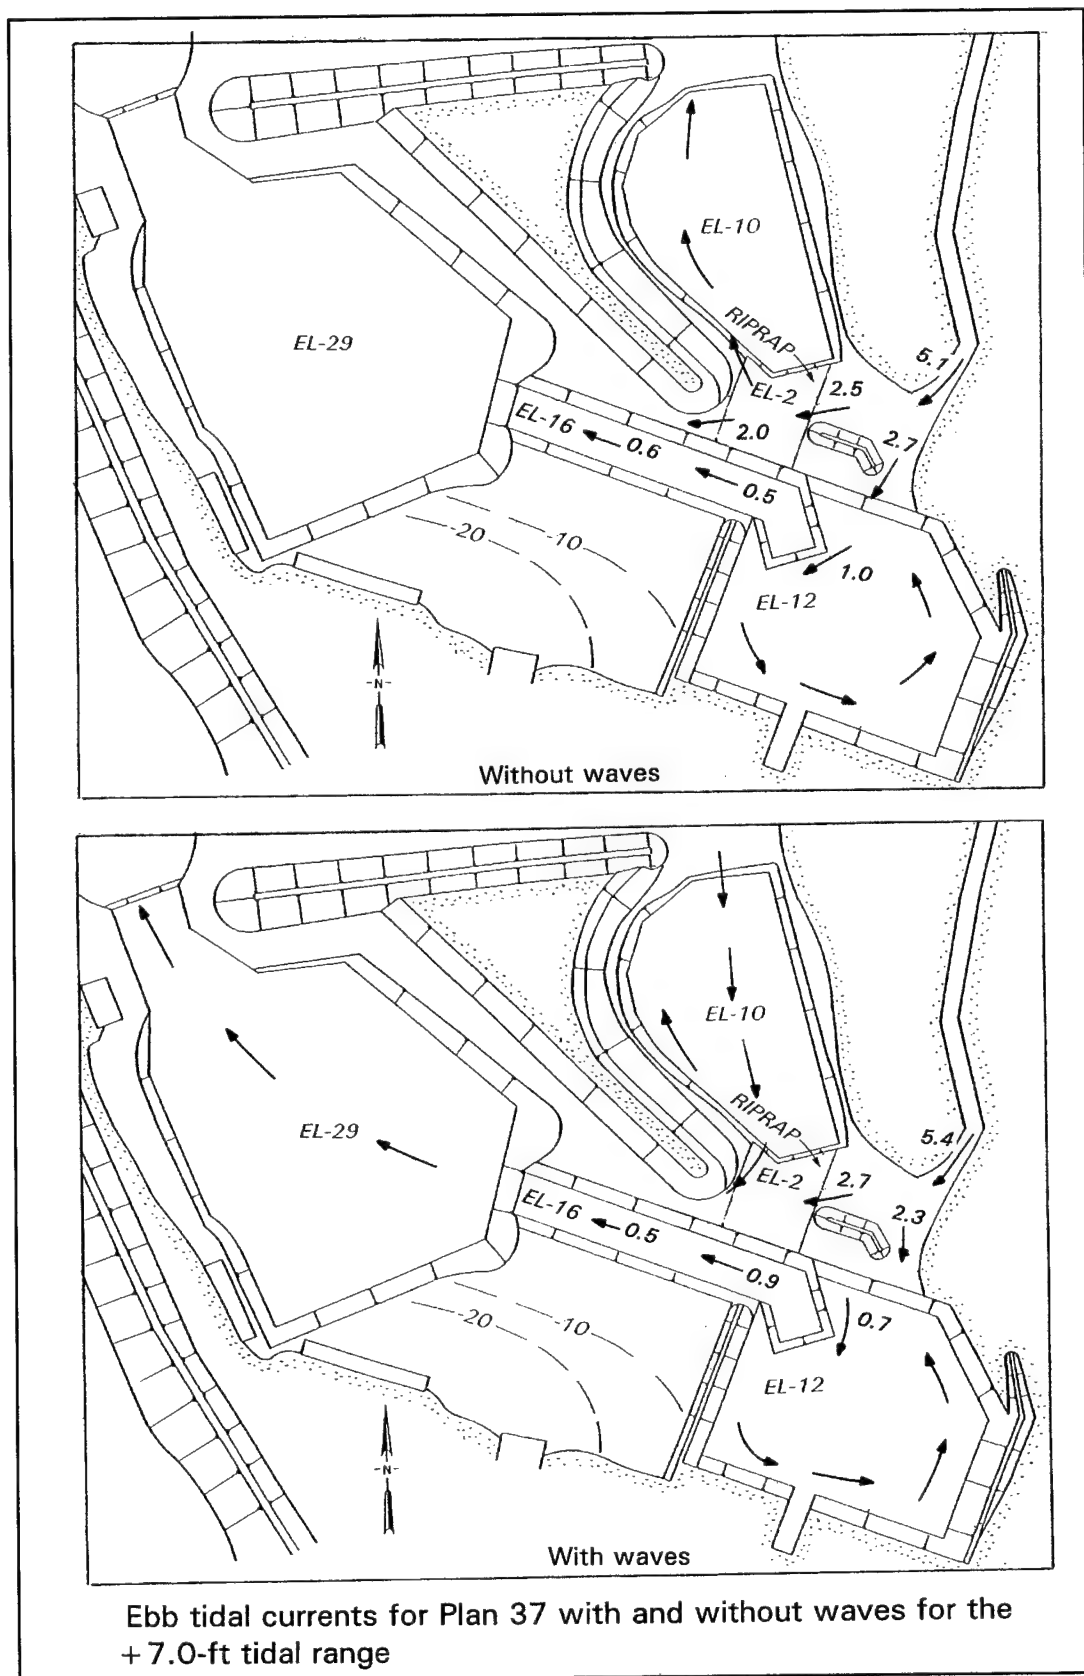 EL-10
RIPRAP
EL-29
5.1
EL-2
2.5
EL-16
0.6
2.0
2.7
0.5
-20
-10
1.0
EL-12
-N-
Without waves
EL-10
RIPRAP
EL-29
5.4
EL-2
2.7
EL-16
0.5
2.3
0.9
-20
-10
0.7
EL-12
-N-
With waves
Ebb tidal currents for Plan 37 with and without waves for the
+7.0-ft tidal range